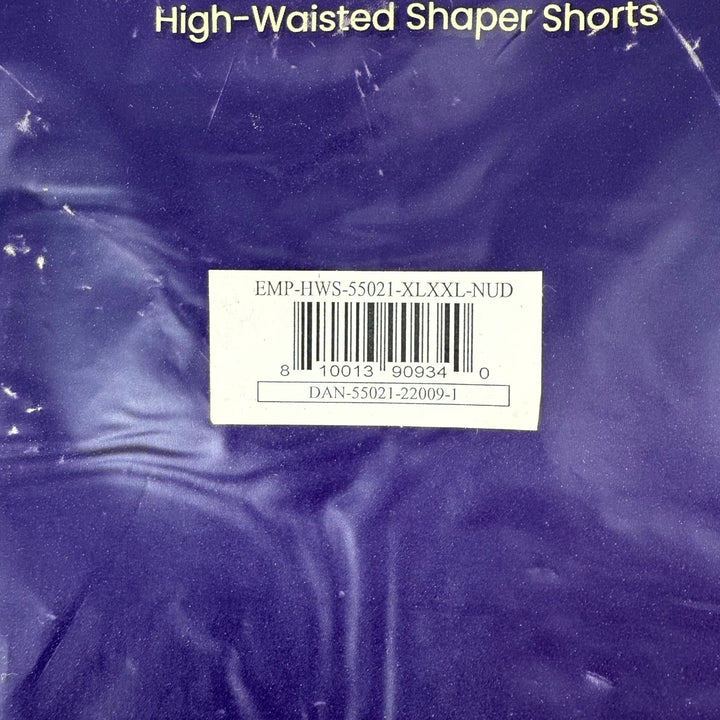 High-Waisted Shaper Shorts
EMP-HWS-55021-XLXXL-NUD
8 10013 90934 0
DAN-55021-22009-1